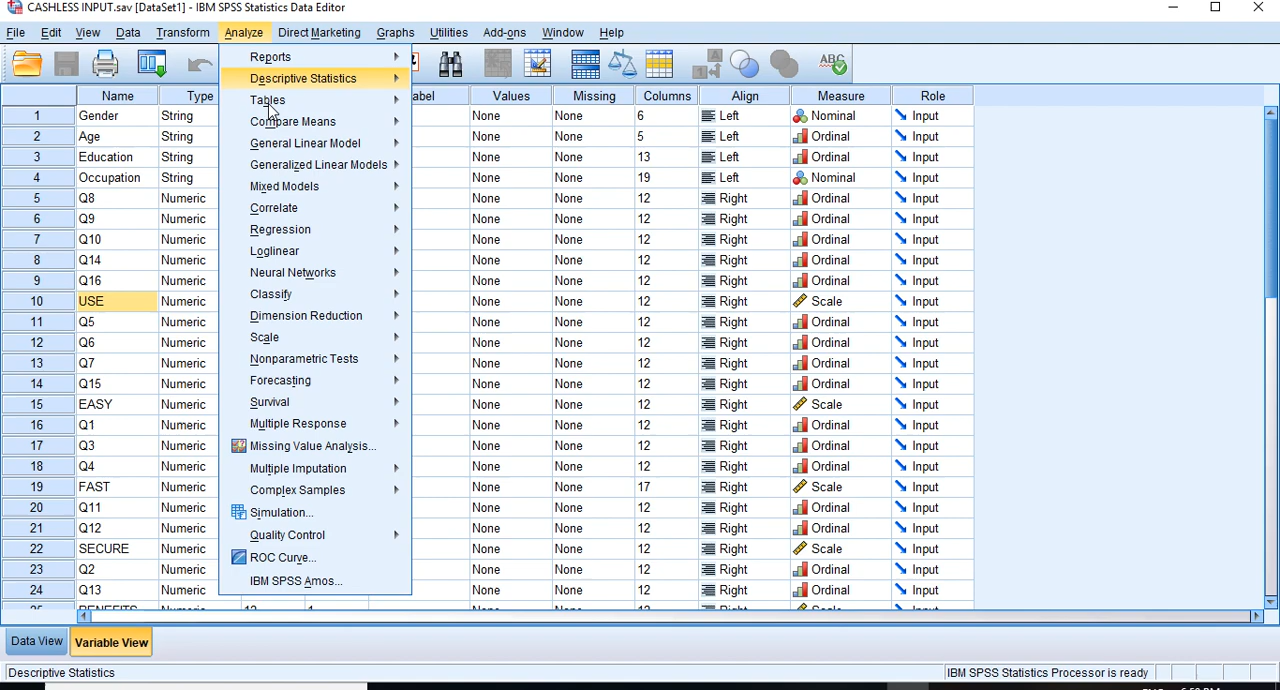 CASHLESS INPUT.sav [DataSet1] - IBM SPSS Statistics Data Editor
File Edit View Data Transform Analyze Direct Marketing Graphs Utilities Add-ons Window Help
Name Type Values Missing Columns Align Measure Role
Reports
Descriptive Statistics
Tables
Compare Means
General Linear Model
Generalized Linear Models
Mixed Models
Correlate
Regression
Loglinear
Neural Networks
Classify
Dimension Reduction
Scale
Nonparametric Tests
Forecasting
Survival
Multiple Response
Missing Value Analysis...
Multiple Imputation
Complex Samples
Simulation...
Quality Control
ROC Curve...
IBM SPSS Amos...
1 Gender String None None 6 Left Nominal Input
2 Age String None None 5 Left Ordinal Input
3 Education String None None 13 Left Ordinal Input
4 Occupation String None None 19 Left Nominal Input
5 Q8 Numeric None None 12 Right Ordinal Input
6 Q9 Numeric None None 12 Right Ordinal Input
7 Q10 Numeric None None 12 Right Ordinal Input
8 Q14 Numeric None None 12 Right Ordinal Input
9 Q16 Numeric None None 12 Right Ordinal Input
10 USE Numeric None None 12 Right Scale Input
11 Q5 Numeric None None 12 Right Ordinal Input
12 Q6 Numeric None None 12 Right Ordinal Input
13 Q7 Numeric None None 12 Right Ordinal Input
14 Q15 Numeric None None 12 Right Ordinal Input
15 EASY Numeric None None 12 Right Scale Input
16 Q1 Numeric None None 12 Right Ordinal Input
17 Q3 Numeric None None 12 Right Ordinal Input
18 Q4 Numeric None None 12 Right Ordinal Input
19 FAST Numeric None None 17 Right Scale Input
20 Q11 Numeric None None 12 Right Ordinal Input
21 Q12 Numeric None None 12 Right Ordinal Input
22 SECURE Numeric None None 12 Right Scale Input
23 Q2 Numeric None None 12 Right Ordinal Input
24 Q13 Numeric None None 12 Right Ordinal Input
Data View Variable View
Descriptive Statistics IBM SPSS Statistics Processor is ready